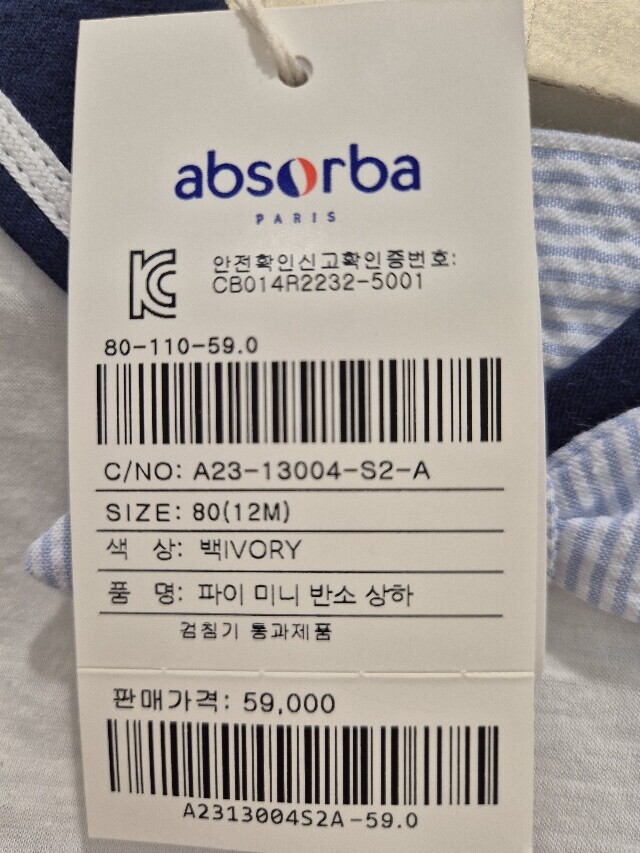 absorba
PARIS
안전확인신고확인증번호:
CB014R2232-5001
80-110-59.0
C/NO: A23-13004-S2-A
SIZE: 80(12M)
색 상: 백IVORY
품 명: 파이 미니 반소 상하
검침기 통과제품
판매가격: 59,000
A2313004S2A-59.0